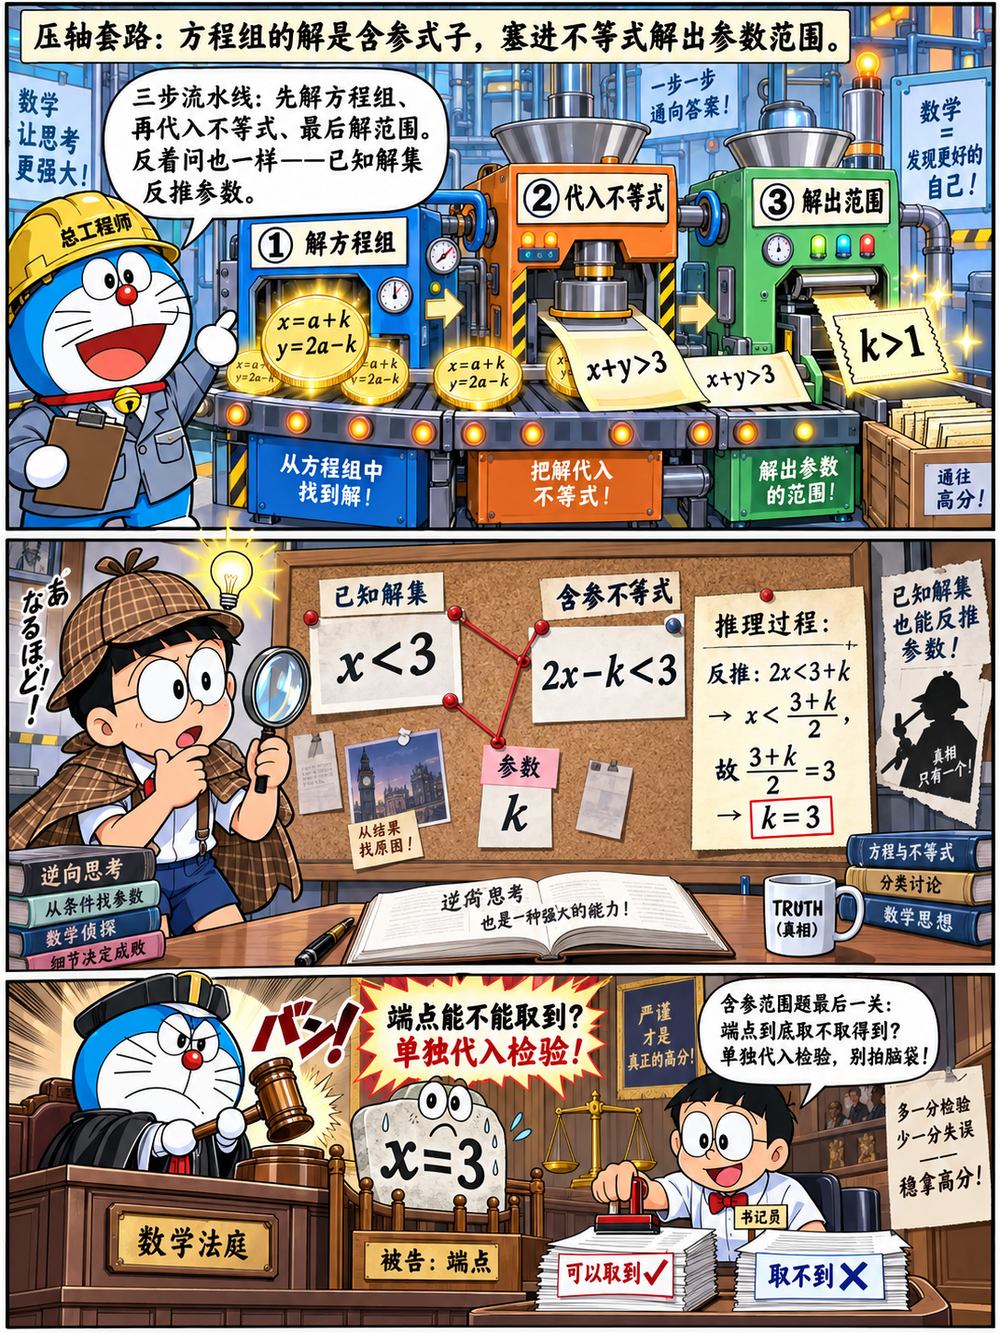 压轴套路：方程组的解是含参式子，塞进不等式解出参数范围。
数学
让思考
更强大！
三步流水线：先解方程组、
再代入不等式、最后解范围。
反着问也一样——已知解集
反推参数。
一步一步
通向答案！
数学
=
发现更好的
自己！
总工程师
① 解方程组
② 代入不等式
③ 解出范围
x=a+k
y=2a-k
x=a+k
y=2a-k
x=a+k
y=2a-k
x=a+k
y=2a-k
x+y>3
x+y>3
k>1
从方程组中
找到解！
把解代入
不等式！
解出参数
的范围！
通往
高分！
あ
なるほど！
已知解集
x<3
含参不等式
2x-k<3
参数
k
从结果
找原因！
推理过程：
反推：2x<3+k
→ x<(3+k)/2，
故 (3+k)/2=3
→ k=3
已知解集
也能反推
参数！
真相
只有一个！
逆向思考
从条件找参数
数学侦探
细节决定成败
逆向思考
也是一种强大的能力！
TRUTH
(真相)
方程与不等式
分类讨论
数学思想
バン！
端点能不能取到？
单独代入检验！
严谨
才是
真正的高分！
含参范围题最后一关：
端点到底取不取得到？
单独代入检验，别拍脑袋！
多一分检验
少一分失误
——
稳拿高分！
x=3
数学法庭
被告：端点
书记员
可以取到✓
取不到✕